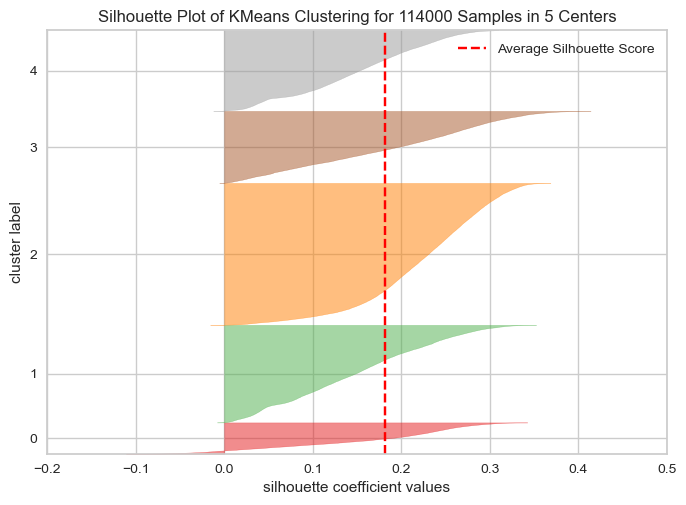 Silhouette Plot of KMeans Clustering for 114000 Samples in 5 Centers
Average Silhouette Score
cluster label
4
3
2
1
0
−0.2 −0.1 0.0 0.1 0.2 0.3 0.4 0.5
silhouette coefficient values